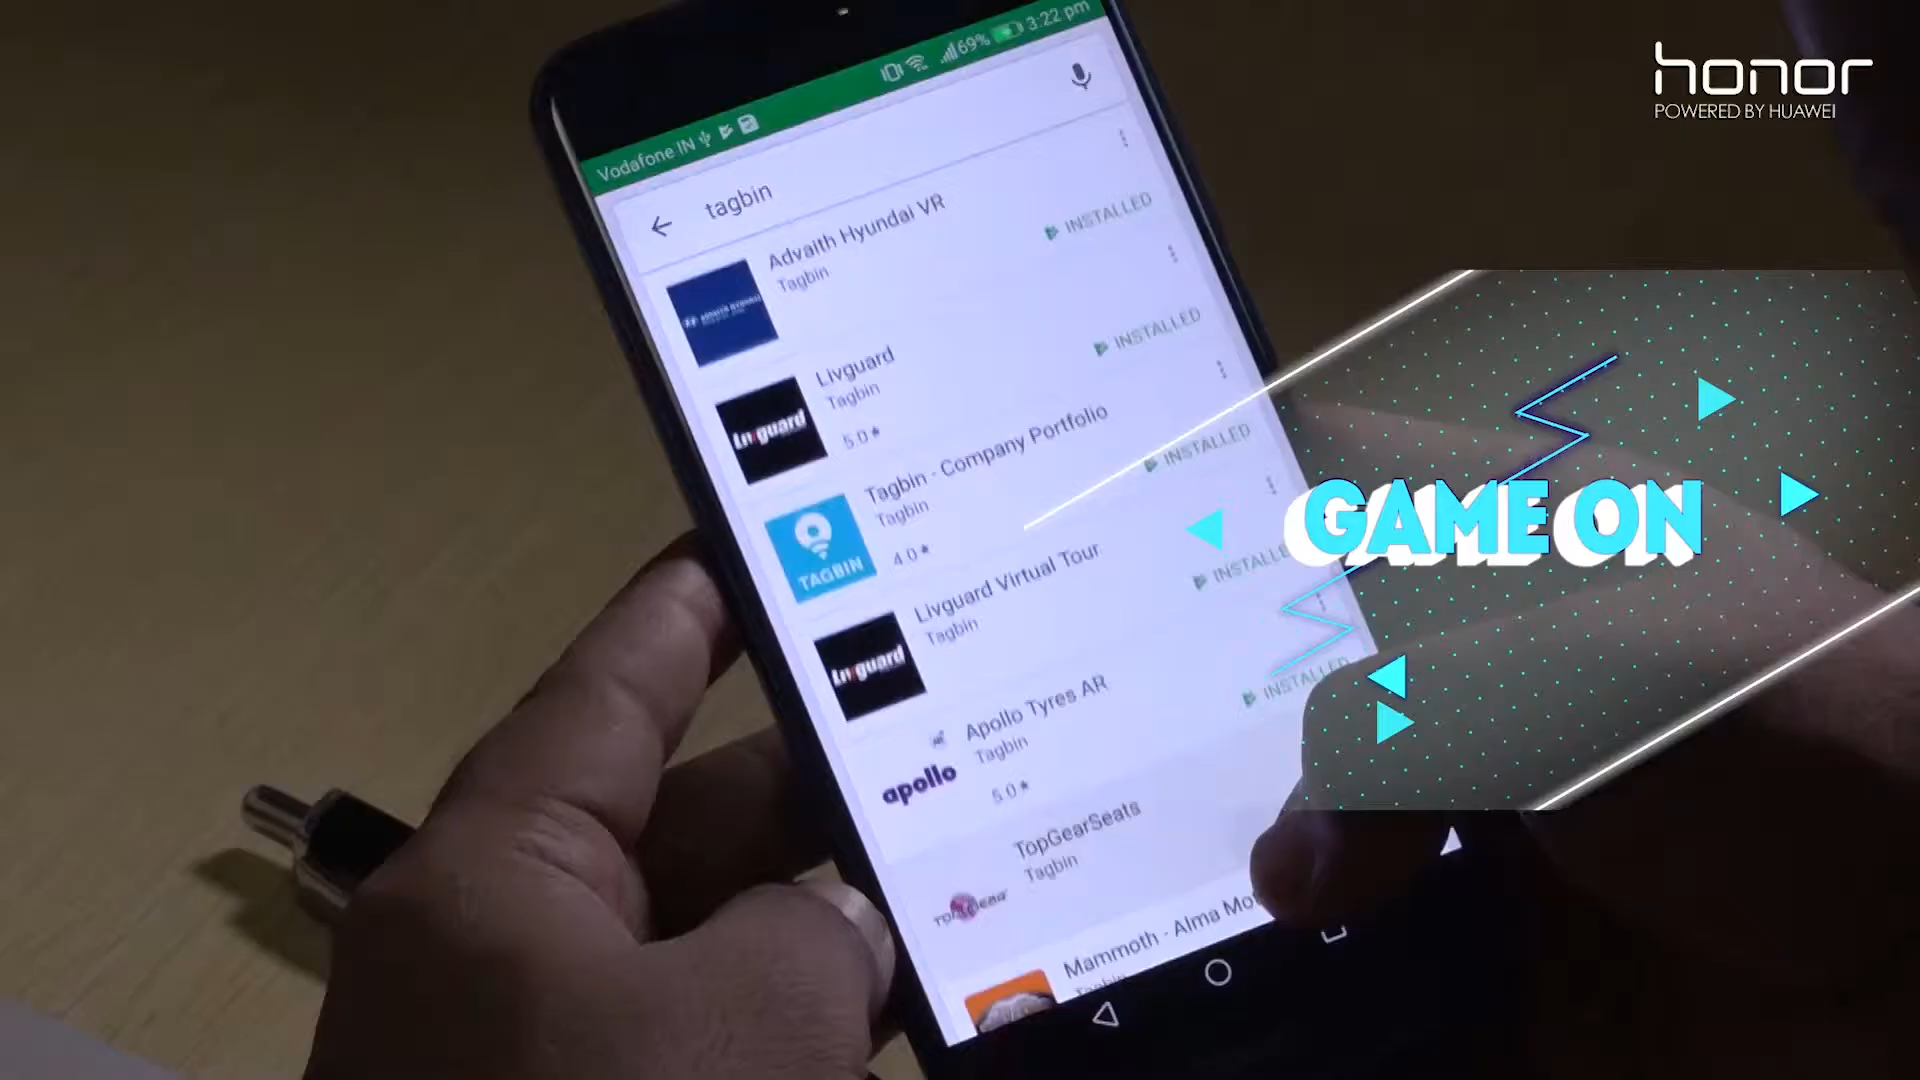 honor
POWERED BY HUAWEI
Vodafone IN 69% 3:22 pm
tagbin
Advaith Hyundai VR
Tagbin
INSTALLED
Livguard
Livguard
Tagbin
5.0★
INSTALLED
TAGBIN
Tagbin - Company Portfolio
Tagbin
4.0★
INSTALLED
Livguard
Livguard Virtual Tour
Tagbin
INSTALLED
apollo
Apollo Tyres AR
Tagbin
5.0★
INSTALLED
TopGearSeats
Tagbin
Mammoth - Alma
Tagbin
GAME ON